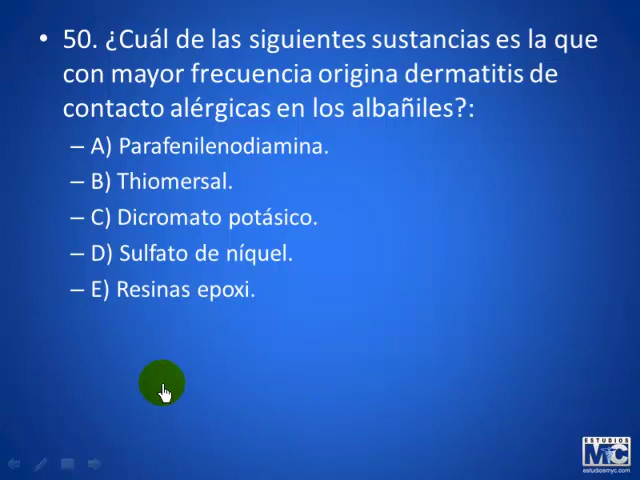 • 50. ¿Cuál de las siguientes sustancias es la que
con mayor frecuencia origina dermatitis de
contacto alérgicas en los albañiles?:
– A) Parafenilenodiamina.
– B) Thiomersal.
– C) Dicromato potásico.
– D) Sulfato de níquel.
– E) Resinas epoxi.
ESTUDIOS
MyC
estudiosmyc.com